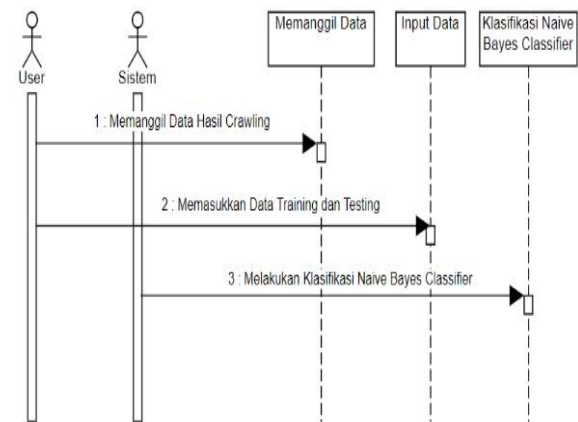 Memanggil Data
Input Data
Klasifikasi Naive
Bayes Classifier
User
Sistem
1 : Memanggil Data Hasil Crawling
2 : Memasukkan Data Training dan Testing
3 : Melakukan Klasifikasi Naive Bayes Classifier